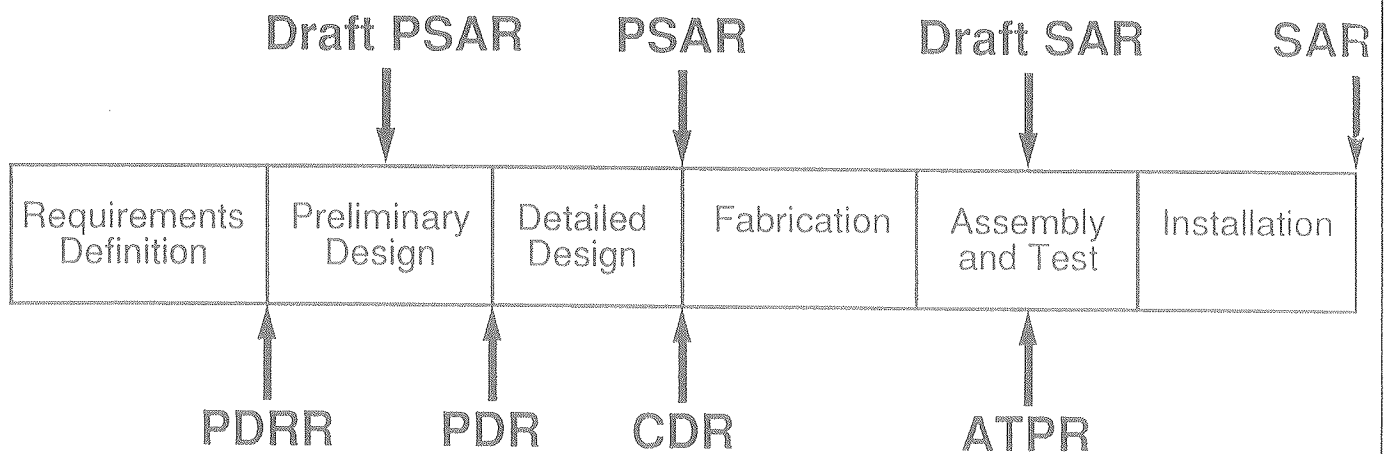 Draft PSAR PSAR Draft SAR SAR
Requirements Definition
Preliminary Design
Detailed Design
Fabrication
Assembly and Test
Installation
PDRR PDR CDR ATPR